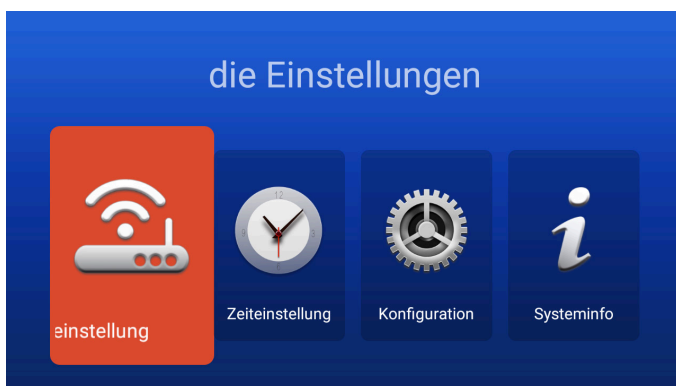 die Einstellungen
einstellung
Zeiteinstellung
Konfiguration
Systeminfo